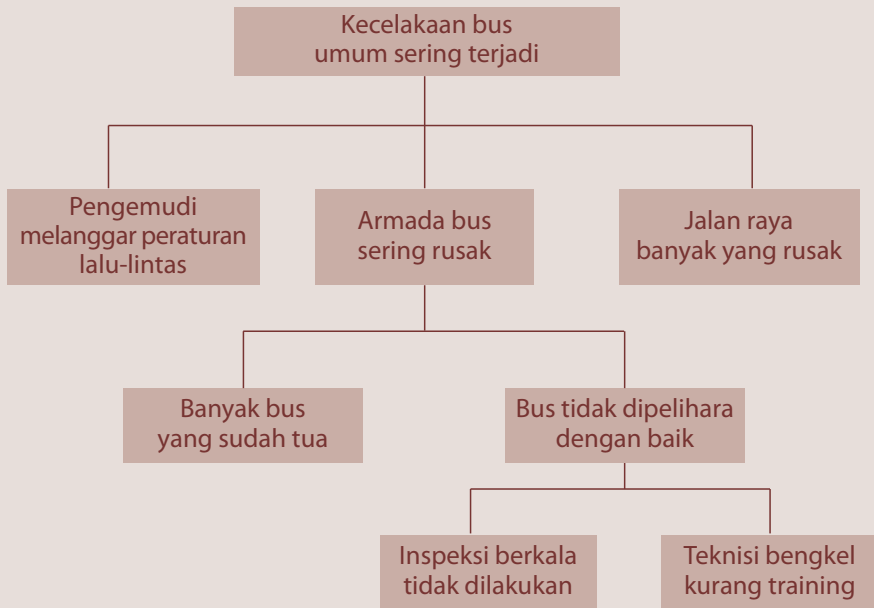 Kecelakaan bus
umum sering terjadi
Pengemudi
melanggar peraturan
lalu-lintas
Armada bus
sering rusak
Jalan raya
banyak yang rusak
Banyak bus
yang sudah tua
Bus tidak dipelihara
dengan baik
Inspeksi berkala
tidak dilakukan
Teknisi bengkel
kurang training